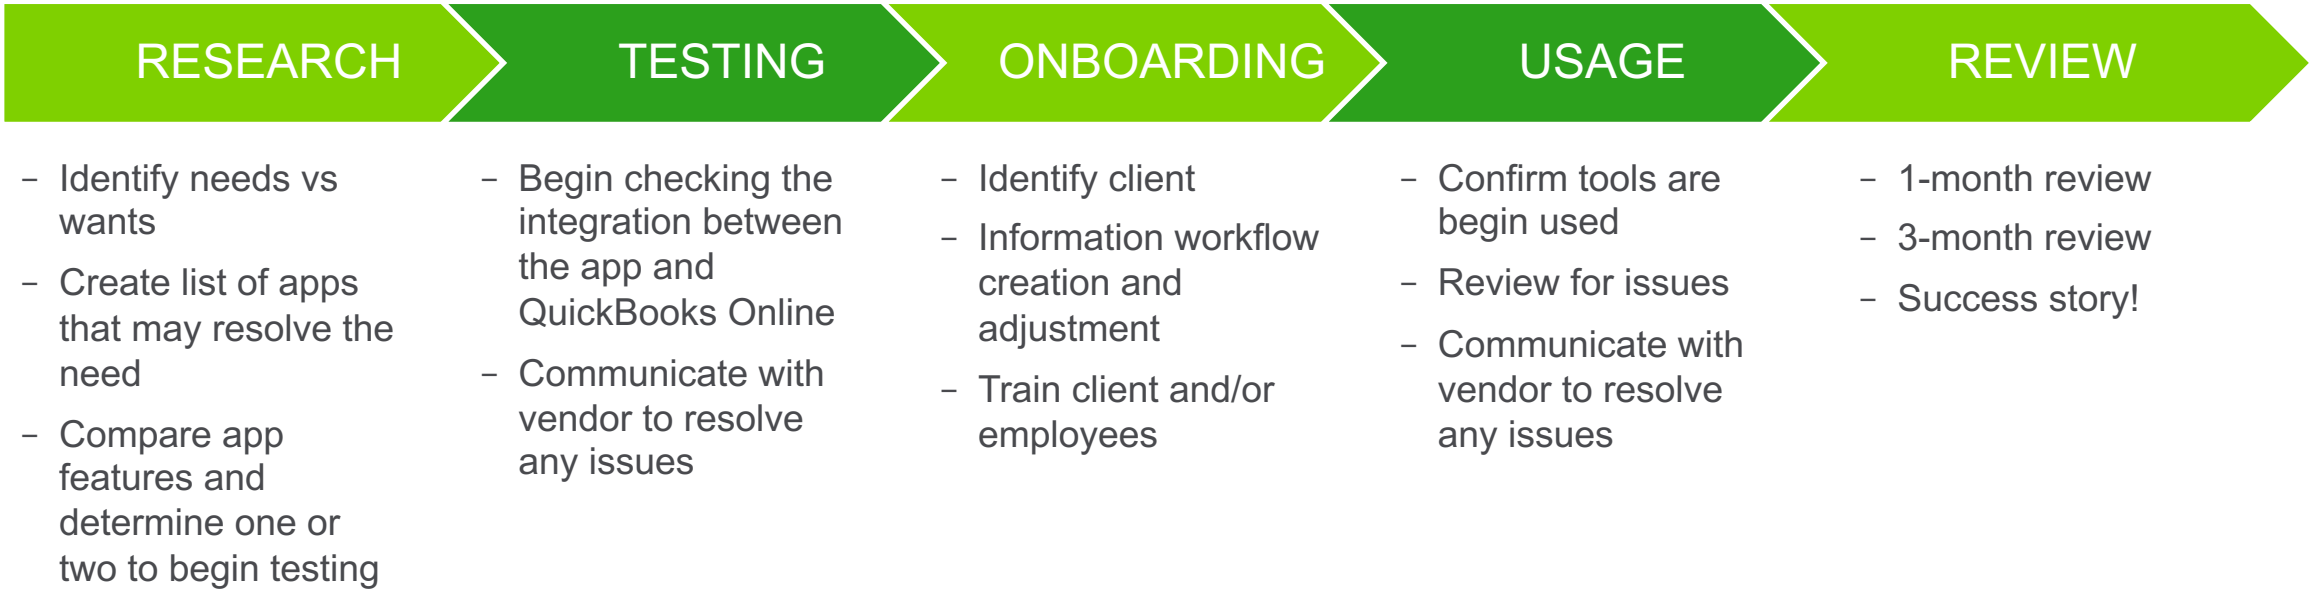 RESEARCH
TESTING
ONBOARDING
USAGE
REVIEW
– Identify needs vs
wants
– Create list of apps
that may resolve the
need
– Compare app
features and
determine one or
two to begin testing
– Begin checking the
integration between
the app and
QuickBooks Online
– Communicate with
vendor to resolve
any issues
– Identify client
– Information workflow
creation and
adjustment
– Train client and/or
employees
– Confirm tools are
begin used
– Review for issues
– Communicate with
vendor to resolve
any issues
– 1-month review
– 3-month review
– Success story!